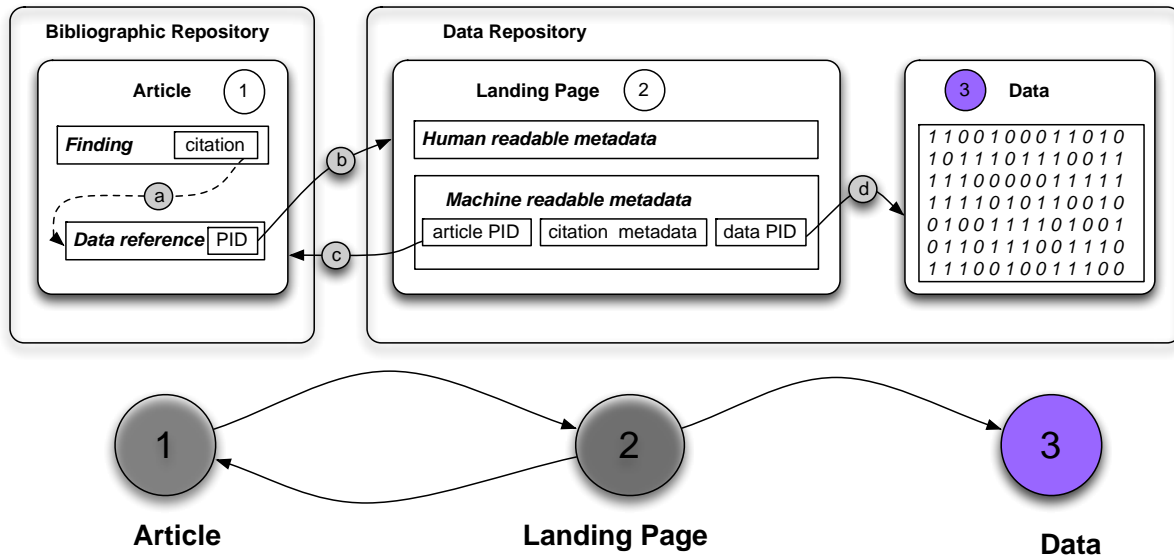 Bibliographic Repository
Data Repository
Article 1
Landing Page 2
3 Data
Finding citation
Human readable metadata
a
b
Data reference PID
c
Machine readable metadata
article PID citation metadata data PID
d
1 1 0 0 1 0 0 0 1 1 0 1 0
1 0 1 1 1 0 1 1 1 0 0 1 1
1 1 1 0 0 0 0 0 1 1 1 1 1
1 1 1 1 0 1 0 1 1 0 0 1 0
0 1 0 0 1 1 1 1 0 1 0 0 1
0 1 1 0 1 1 1 0 0 1 1 1 0
1 1 1 0 0 1 0 0 1 1 1 0 0
1
2
3
Article
Landing Page
Data